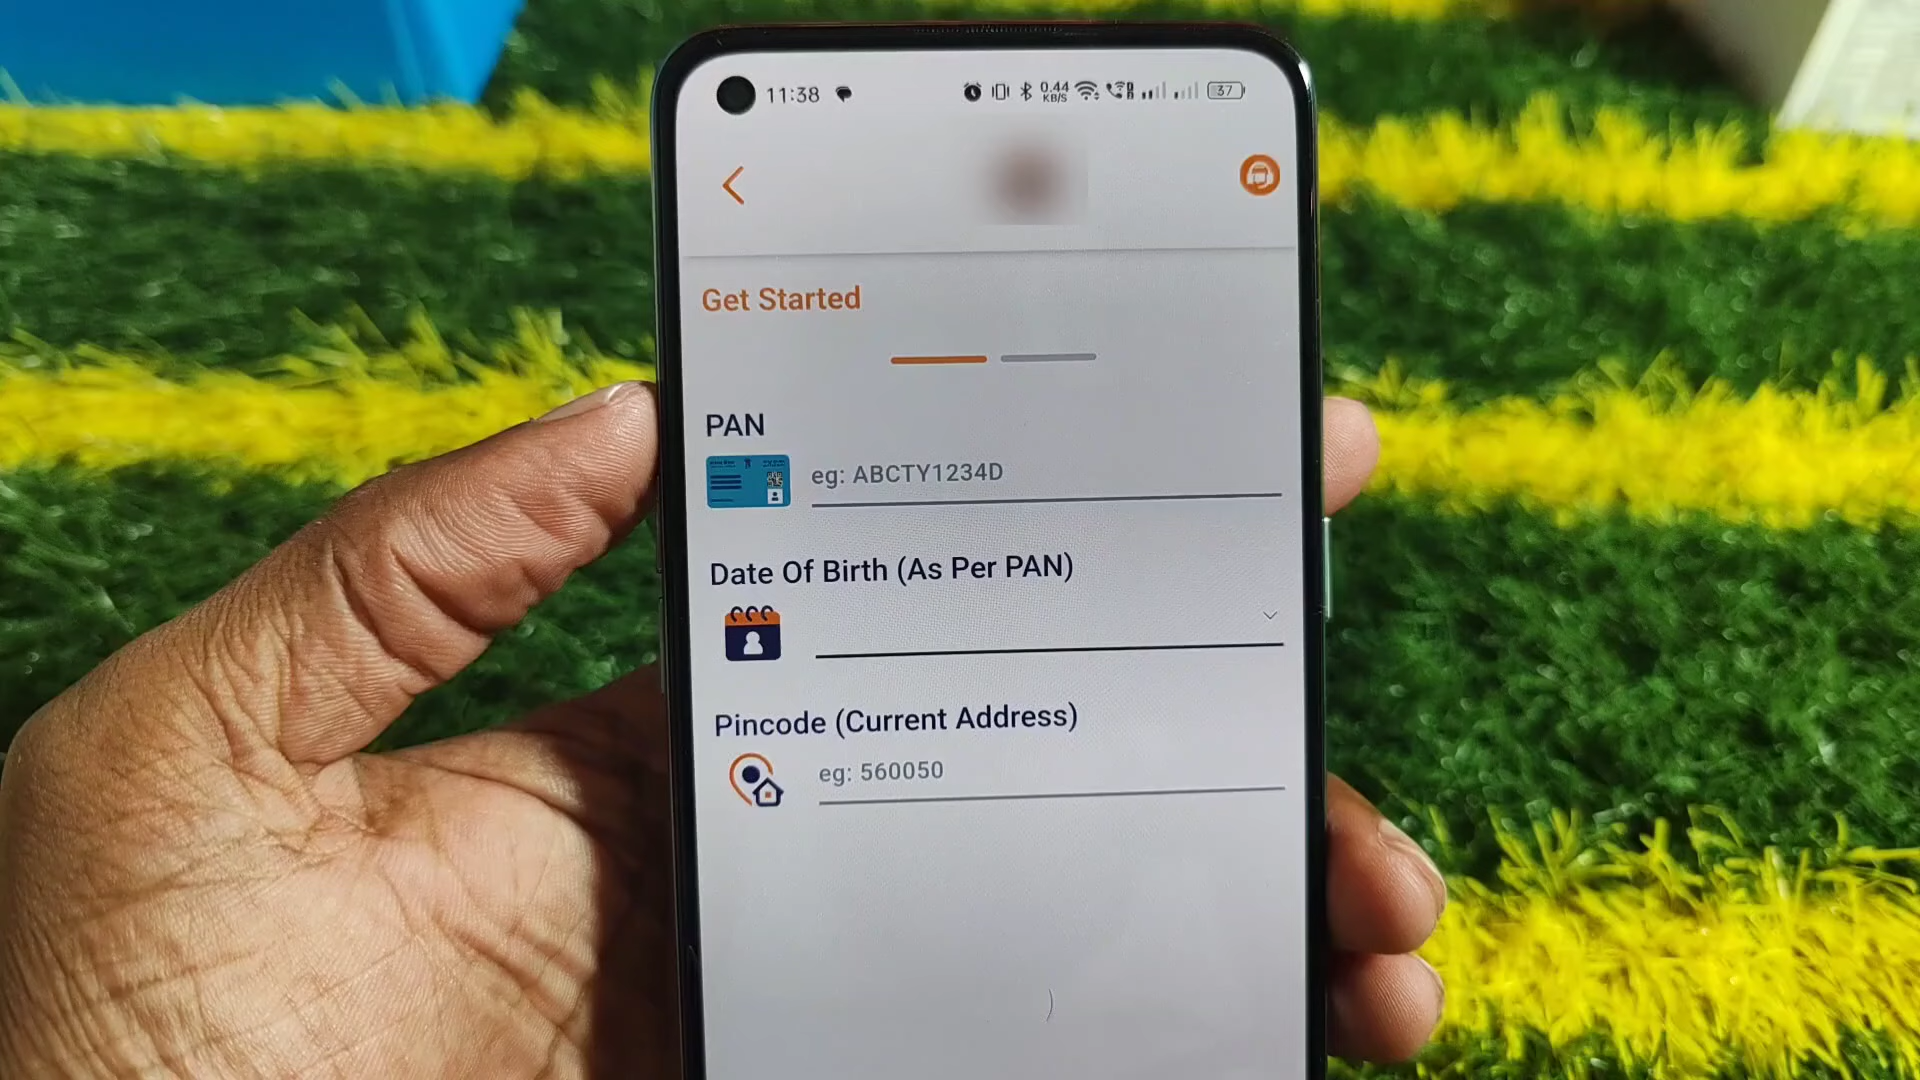 11:38 0.44 KB/S 37
Get Started
PAN
eg: ABCTY1234D
Date Of Birth (As Per PAN)
Pincode (Current Address)
eg: 560050